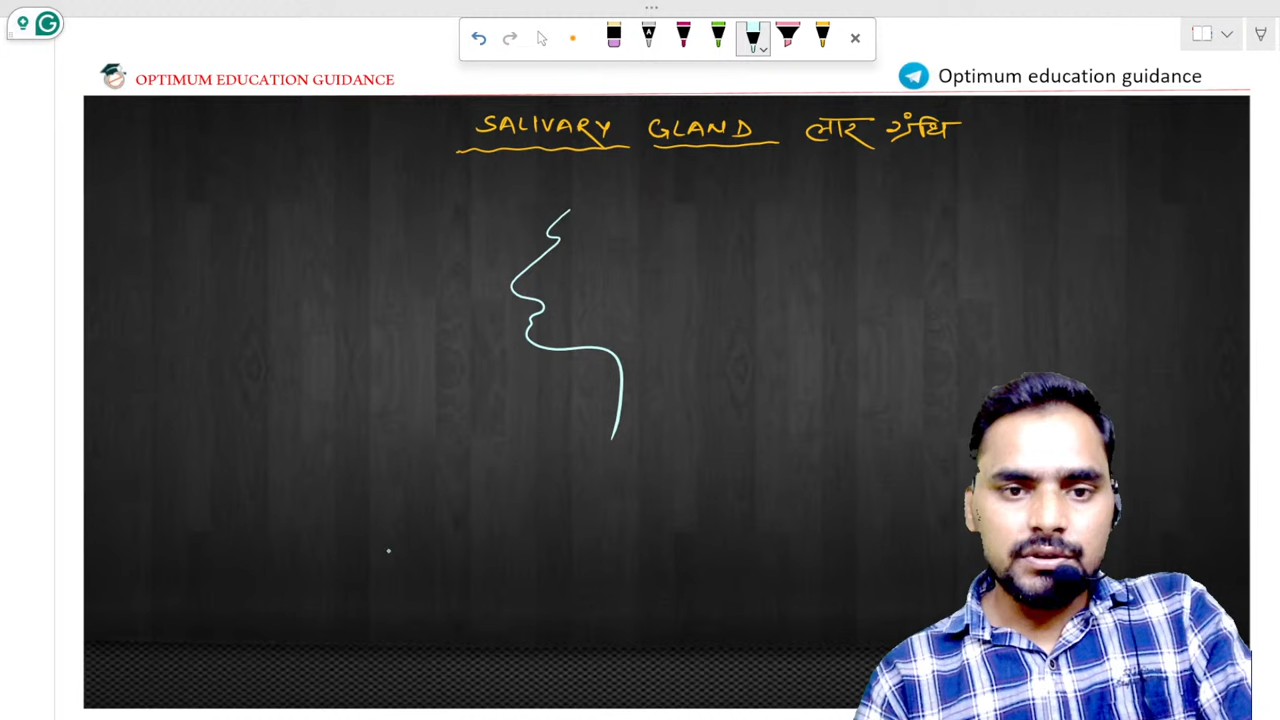 OPTIMUM EDUCATION GUIDANCE
Optimum education guidance
SALIVARY GLAND लार ग्रंथि